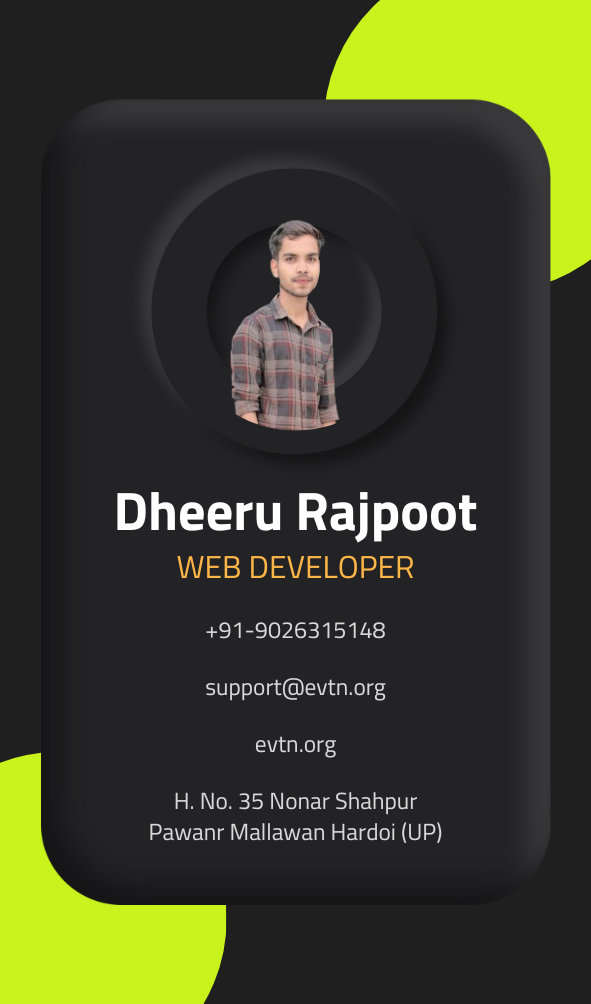 Dheeru Rajpoot
WEB DEVELOPER
+91-9026315148
support@evtn.org
evtn.org
H. No. 35 Nonar Shahpur
Pawanr Mallawan Hardoi (UP)